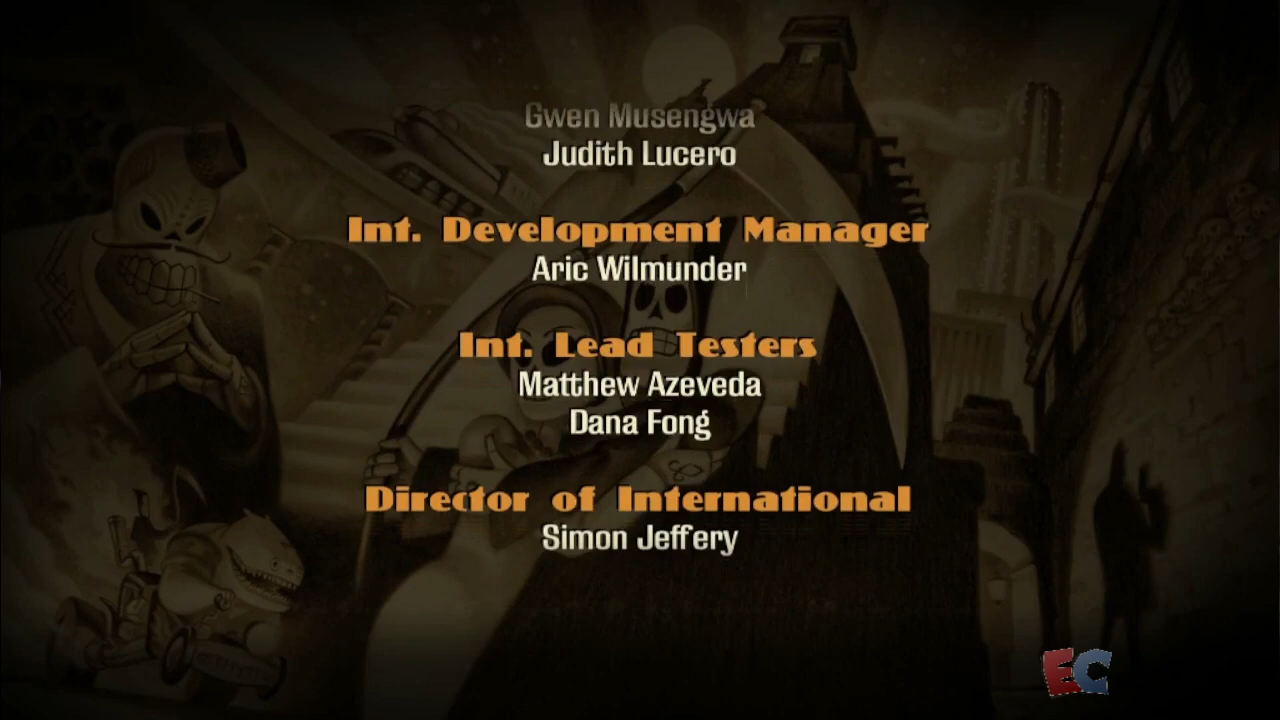 Gwen Musengwa
Judith Lucero
Int. Development Manager
Aric Wilmunder
Int. Lead Testers
Matthew Azeveda
Dana Fong
Director of International
Simon Jeffery
EC